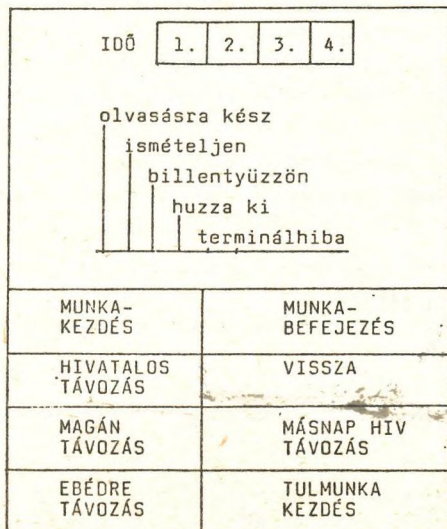 IDŐ 1. 2. 3. 4.
olvasásra kész
ismételjen
billentyüzzön
huzza ki
terminálhiba
MUNKA-
KEZDÉS
MUNKA-
BEFEJEZÉS
HIVATALOS
TÁVOZÁS
VISSZA
MAGÁN
TÁVOZÁS
MÁSNAP HIV
TÁVOZÁS
EBÉDRE
TÁVOZÁS
TULMUNKA
KEZDÉS